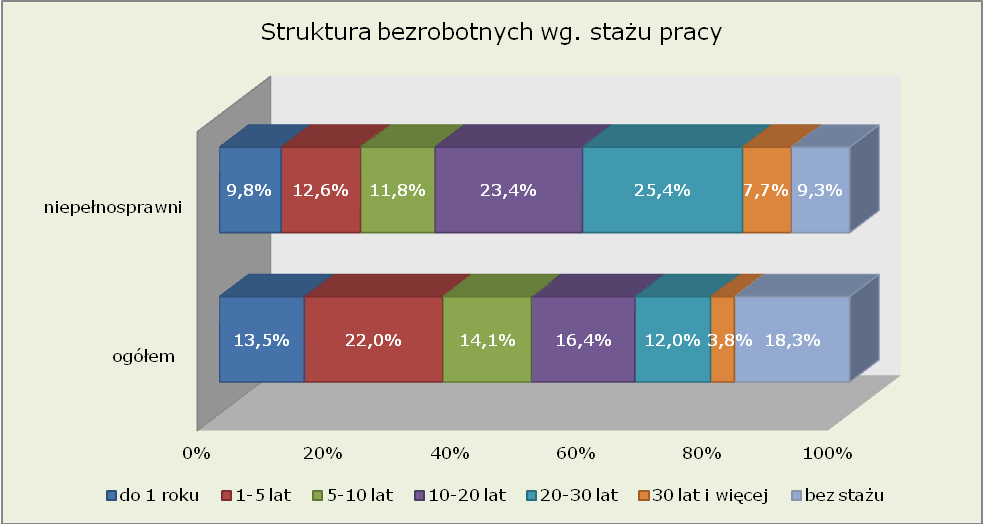 Struktura bezrobotnych wg. stażu pracy
niepełnosprawni
9,8% 12,6% 11,8% 23,4% 25,4% 7,7% 9,3%
ogółem
13,5% 22,0% 14,1% 16,4% 12,0% 3,8% 18,3%
0% 20% 40% 60% 80% 100%
do 1 roku 1-5 lat 5-10 lat 10-20 lat 20-30 lat 30 lat i więcej bez stażu